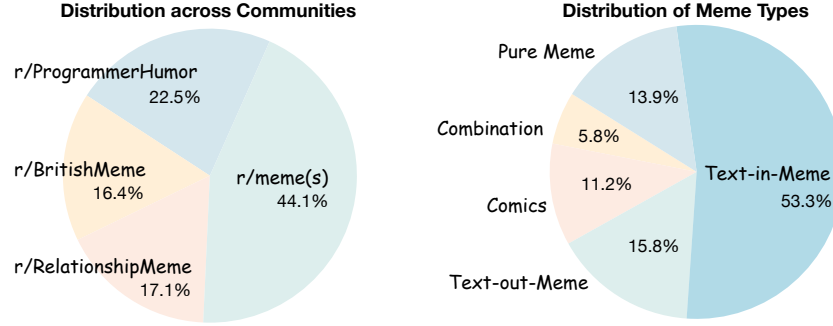 Distribution across Communities
r/ProgrammerHumor
22.5%
r/BritishMeme
16.4%
r/meme(s)
44.1%
r/RelationshipMeme
17.1%
Distribution of Meme Types
Pure Meme
13.9%
Combination
5.8%
Text-in-Meme
53.3%
Comics
11.2%
Text-out-Meme
15.8%